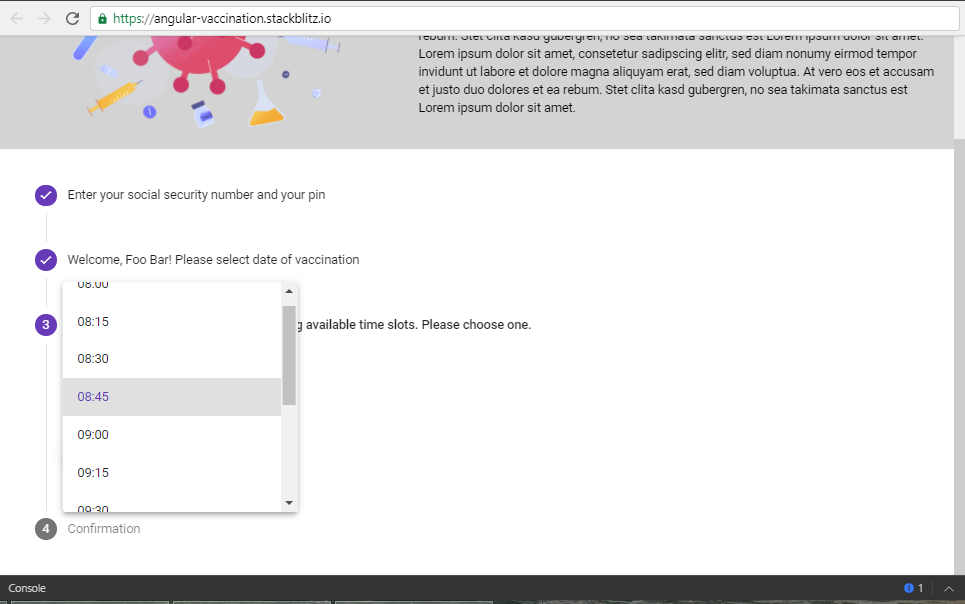 https://angular-vaccination.stackblitz.io
rebum. Stet clita kasd gubergren, no sea takimata sanctus est Lorem ipsum dolor sit amet.
Lorem ipsum dolor sit amet, consetetur sadipscing elitr, sed diam nonumy eirmod tempor
invidunt ut labore et dolore magna aliquyam erat, sed diam voluptua. At vero eos et accusam
et justo duo dolores et ea rebum. Stet clita kasd gubergren, no sea takimata sanctus est
Lorem ipsum dolor sit amet.
Enter your social security number and your pin
Welcome, Foo Bar! Please select date of vaccination
08:00
08:15
3 g available time slots. Please choose one.
08:30
08:45
09:00
09:15
09:30
4 Confirmation
Console 1